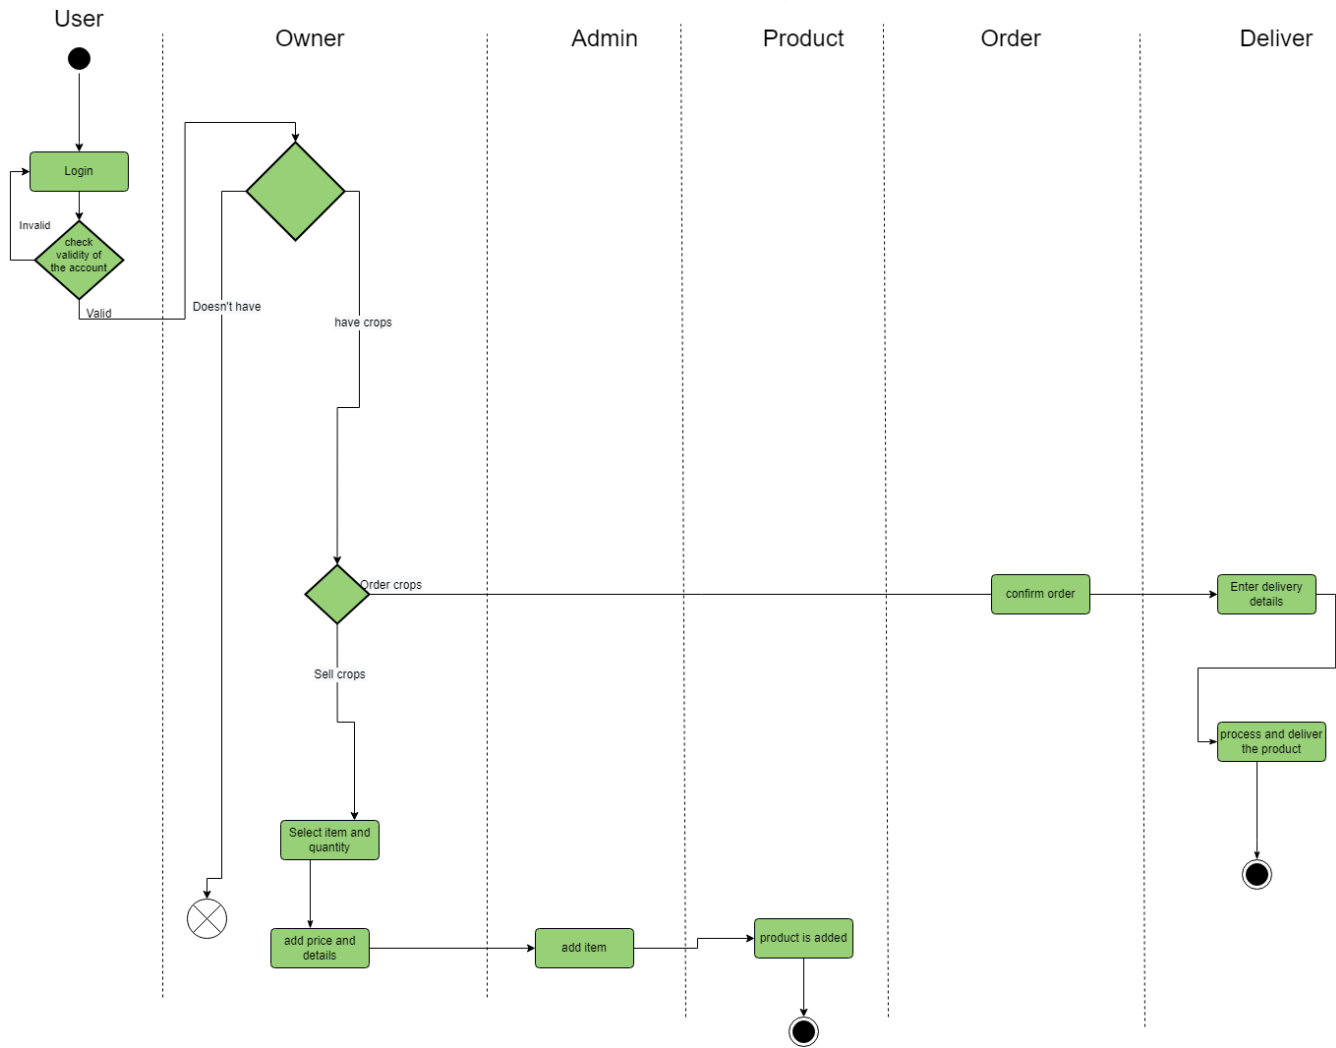 User
Owner
Admin
Product
Order
Deliver
Login
Invalid
check
validity of
the account
Valid
Doesn't have
have crops
Order crops
confirm order
Enter delivery
details
Sell crops
process and deliver
the product
Select item and
quantity
add price and
details
add item
product is added